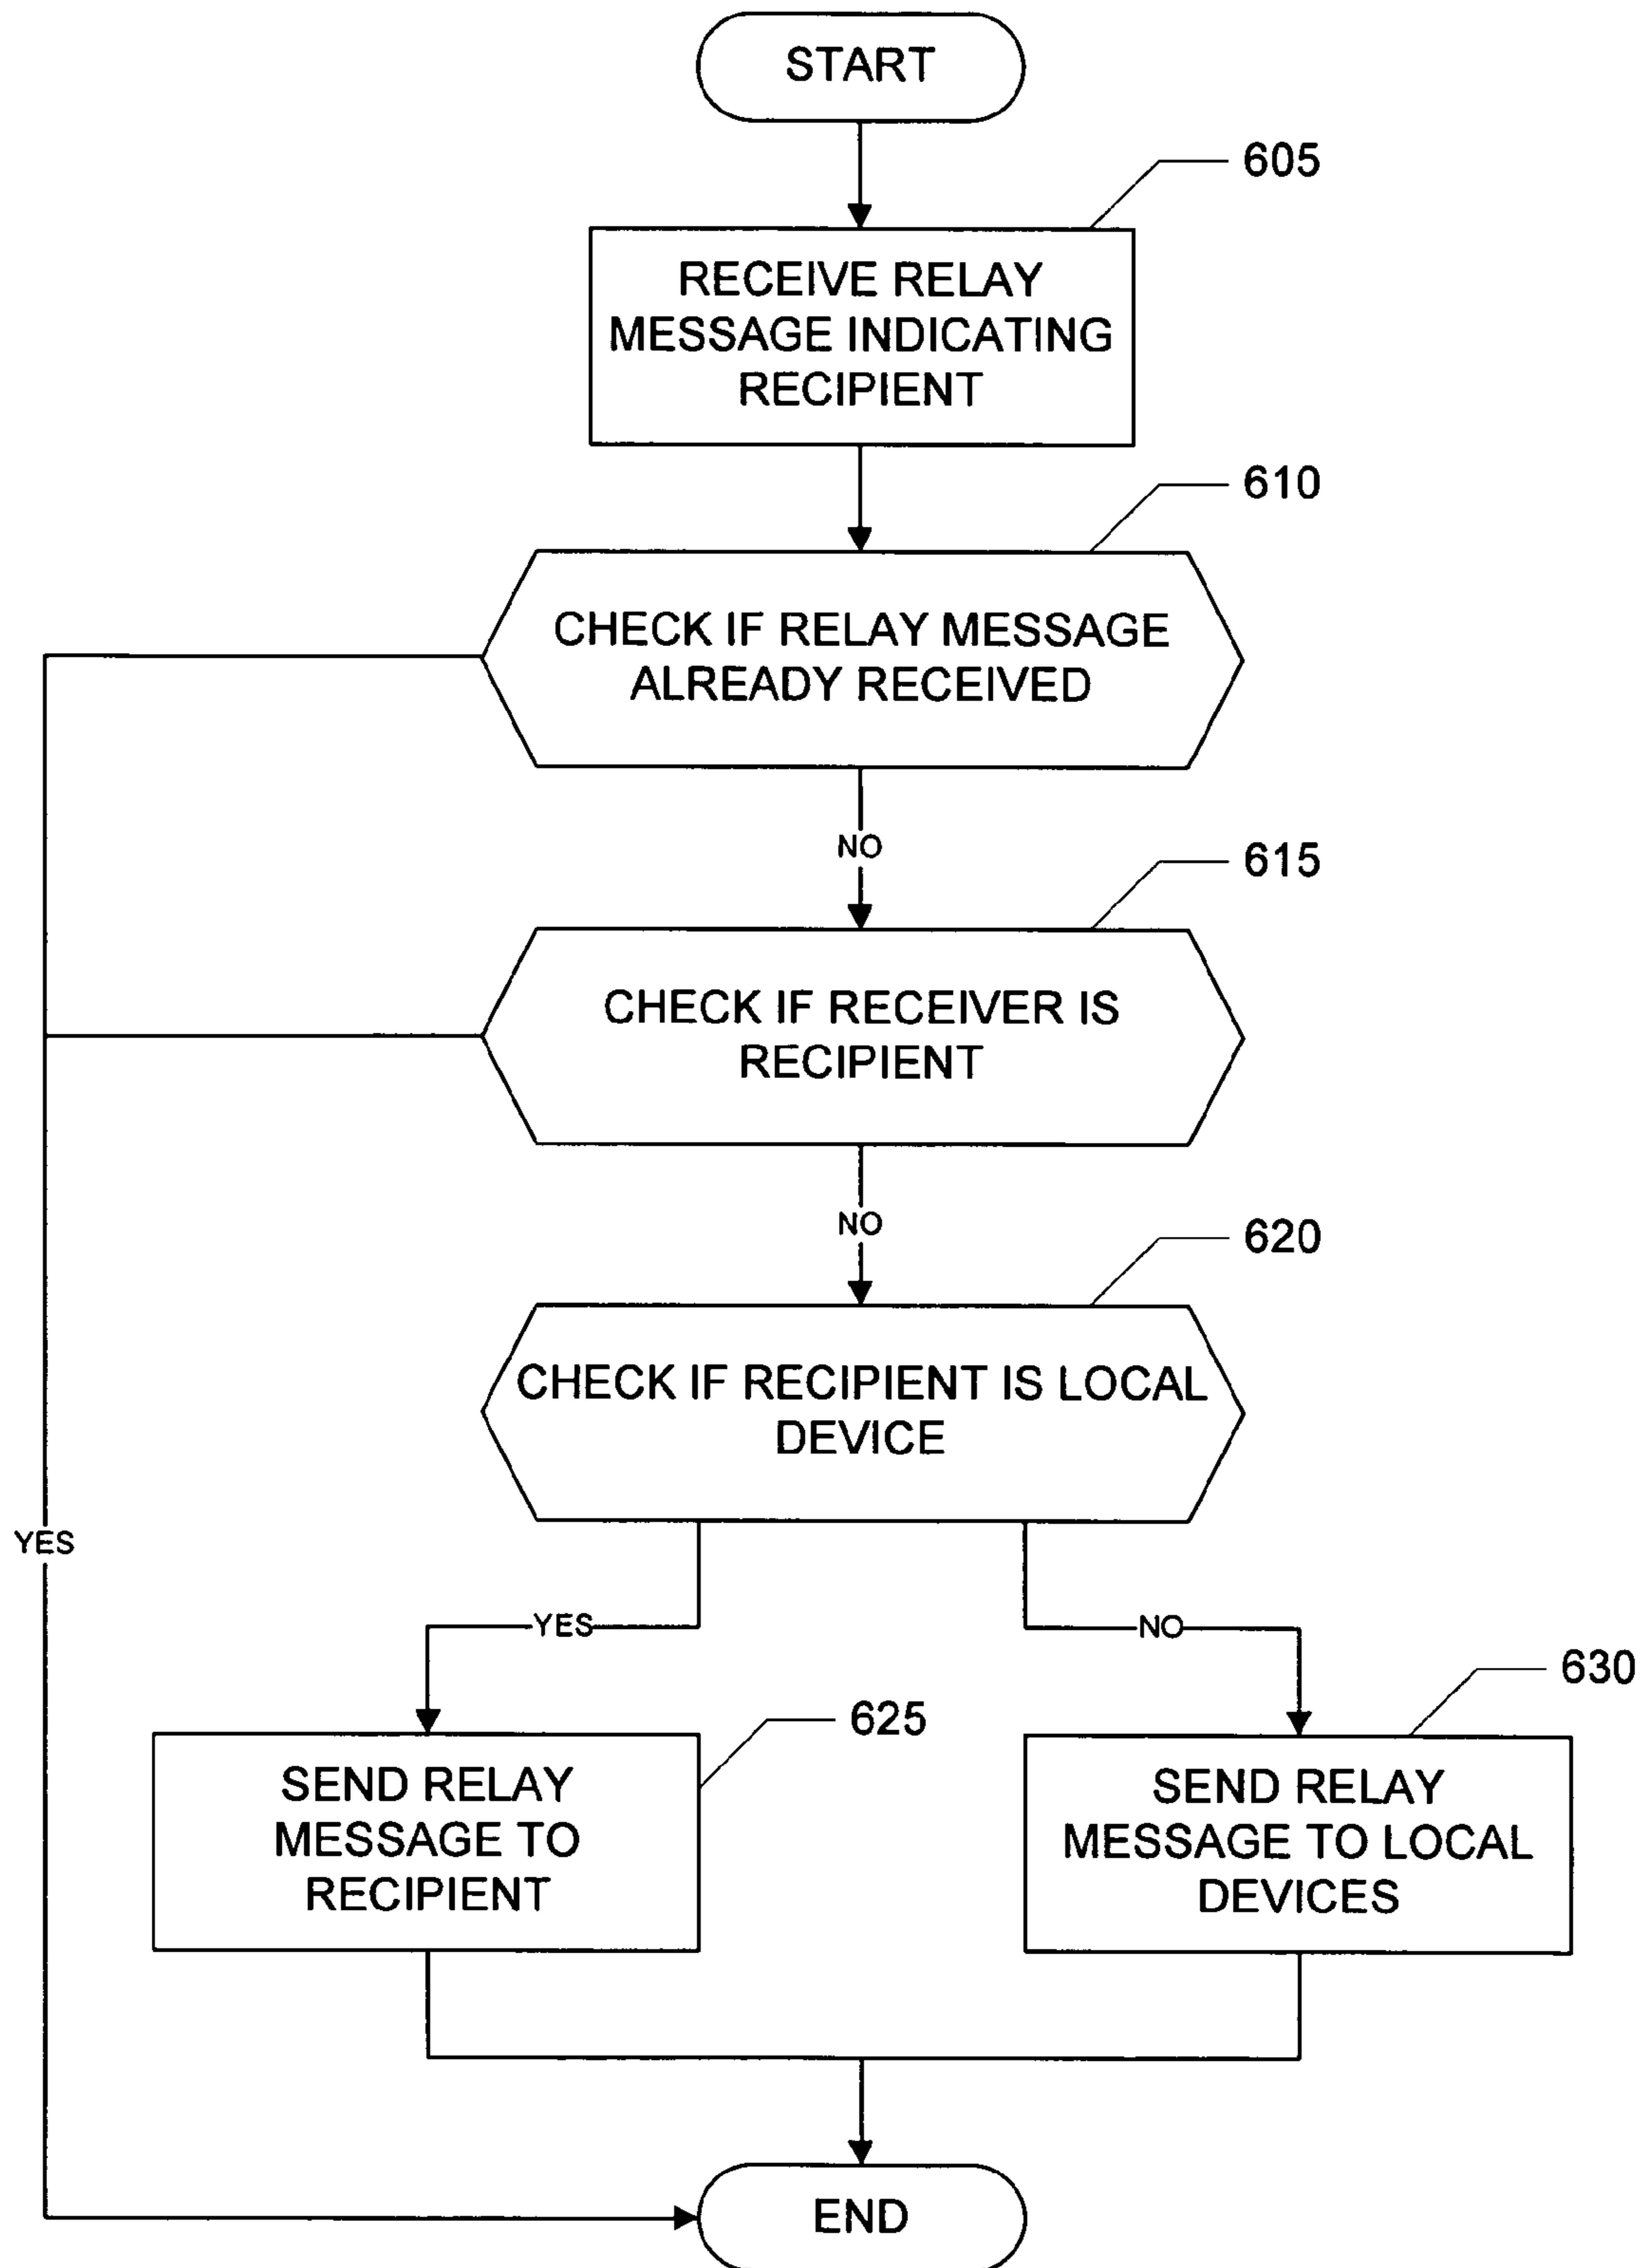 START
605
RECEIVE RELAY
MESSAGE INDICATING
RECIPIENT
610
CHECK IF RELAY MESSAGE
ALREADY RECEIVED
NO
615
CHECK IF RECEIVER IS
RECIPIENT
NO
620
CHECK IF RECIPIENT IS LOCAL
DEVICE
YES
YES
NO
625
630
SEND RELAY
MESSAGE TO
RECIPIENT
SEND RELAY
MESSAGE TO LOCAL
DEVICES
END